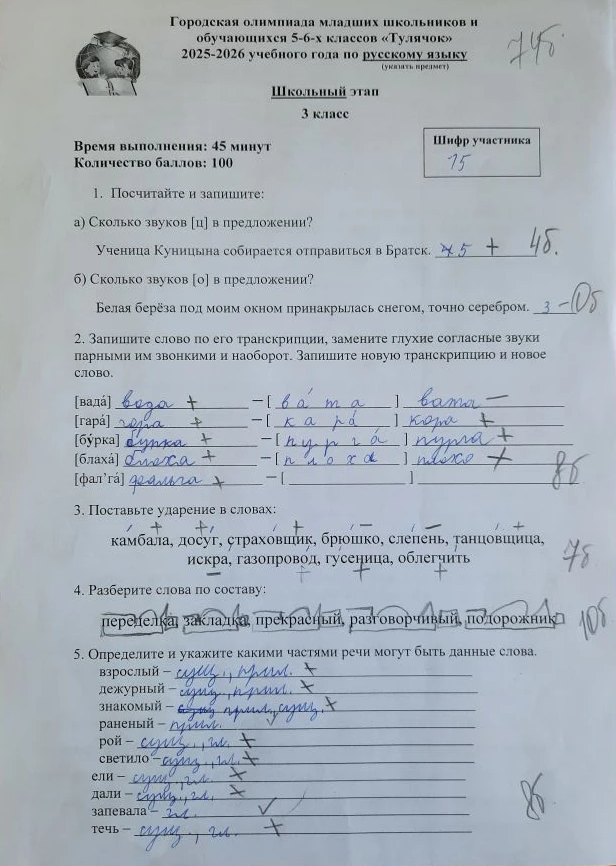 Городская олимпиада младших школьников и
обучающихся 5-6-х классов «Тулячок»
2025-2026 учебного года по русскому языку
(указать предмет)
74б.
Школьный этап
3 класс
Время выполнения: 45 минут
Количество баллов: 100
Шифр участника
15
1. Посчитайте и запишите:
а) Сколько звуков [ц] в предложении?
Ученица Куницына собирается отправиться в Братск. 5 + 4б.
б) Сколько звуков [о] в предложении?
Белая берёза под моим окном принакрылась снегом, точно серебром. 3 – 0б
2. Запишите слово по его транскрипции, замените глухие согласные звуки
парными им звонкими и наоборот. Запишите новую транскрипцию и новое
слово.
[вада́] вода + – [ ва́та ] вата –
[гара́] гора + – [ кара́ ] кора +
[бу́рка] бурка + – [ пурга́ ] пурга +
[блаха́] блоха + – [ плоха ] плохо +
[фал'га́] фальга + – [ ] 8б
3. Поставьте ударение в словах:
камбала, досуг, страховщик, брюшко, слепень, танцовщица,
искра, газопровод, гусеница, облегчить
7б
4. Разберите слова по составу:
переделка, закладка, прекрасный, разговорчивый, подорожник
10б
5. Определите и укажите какими частями речи могут быть данные слова.
взрослый – сущ., прил. +
дежурный – сущ., прил. +
знакомый – прил., сущ. +
раненый – прил. ✓
рой – сущ., гл. +
светило – сущ., гл. +
ели – сущ., гл. +
дали – сущ., гл. +
запевала – гл. ✓
течь – сущ., гл. +
8б